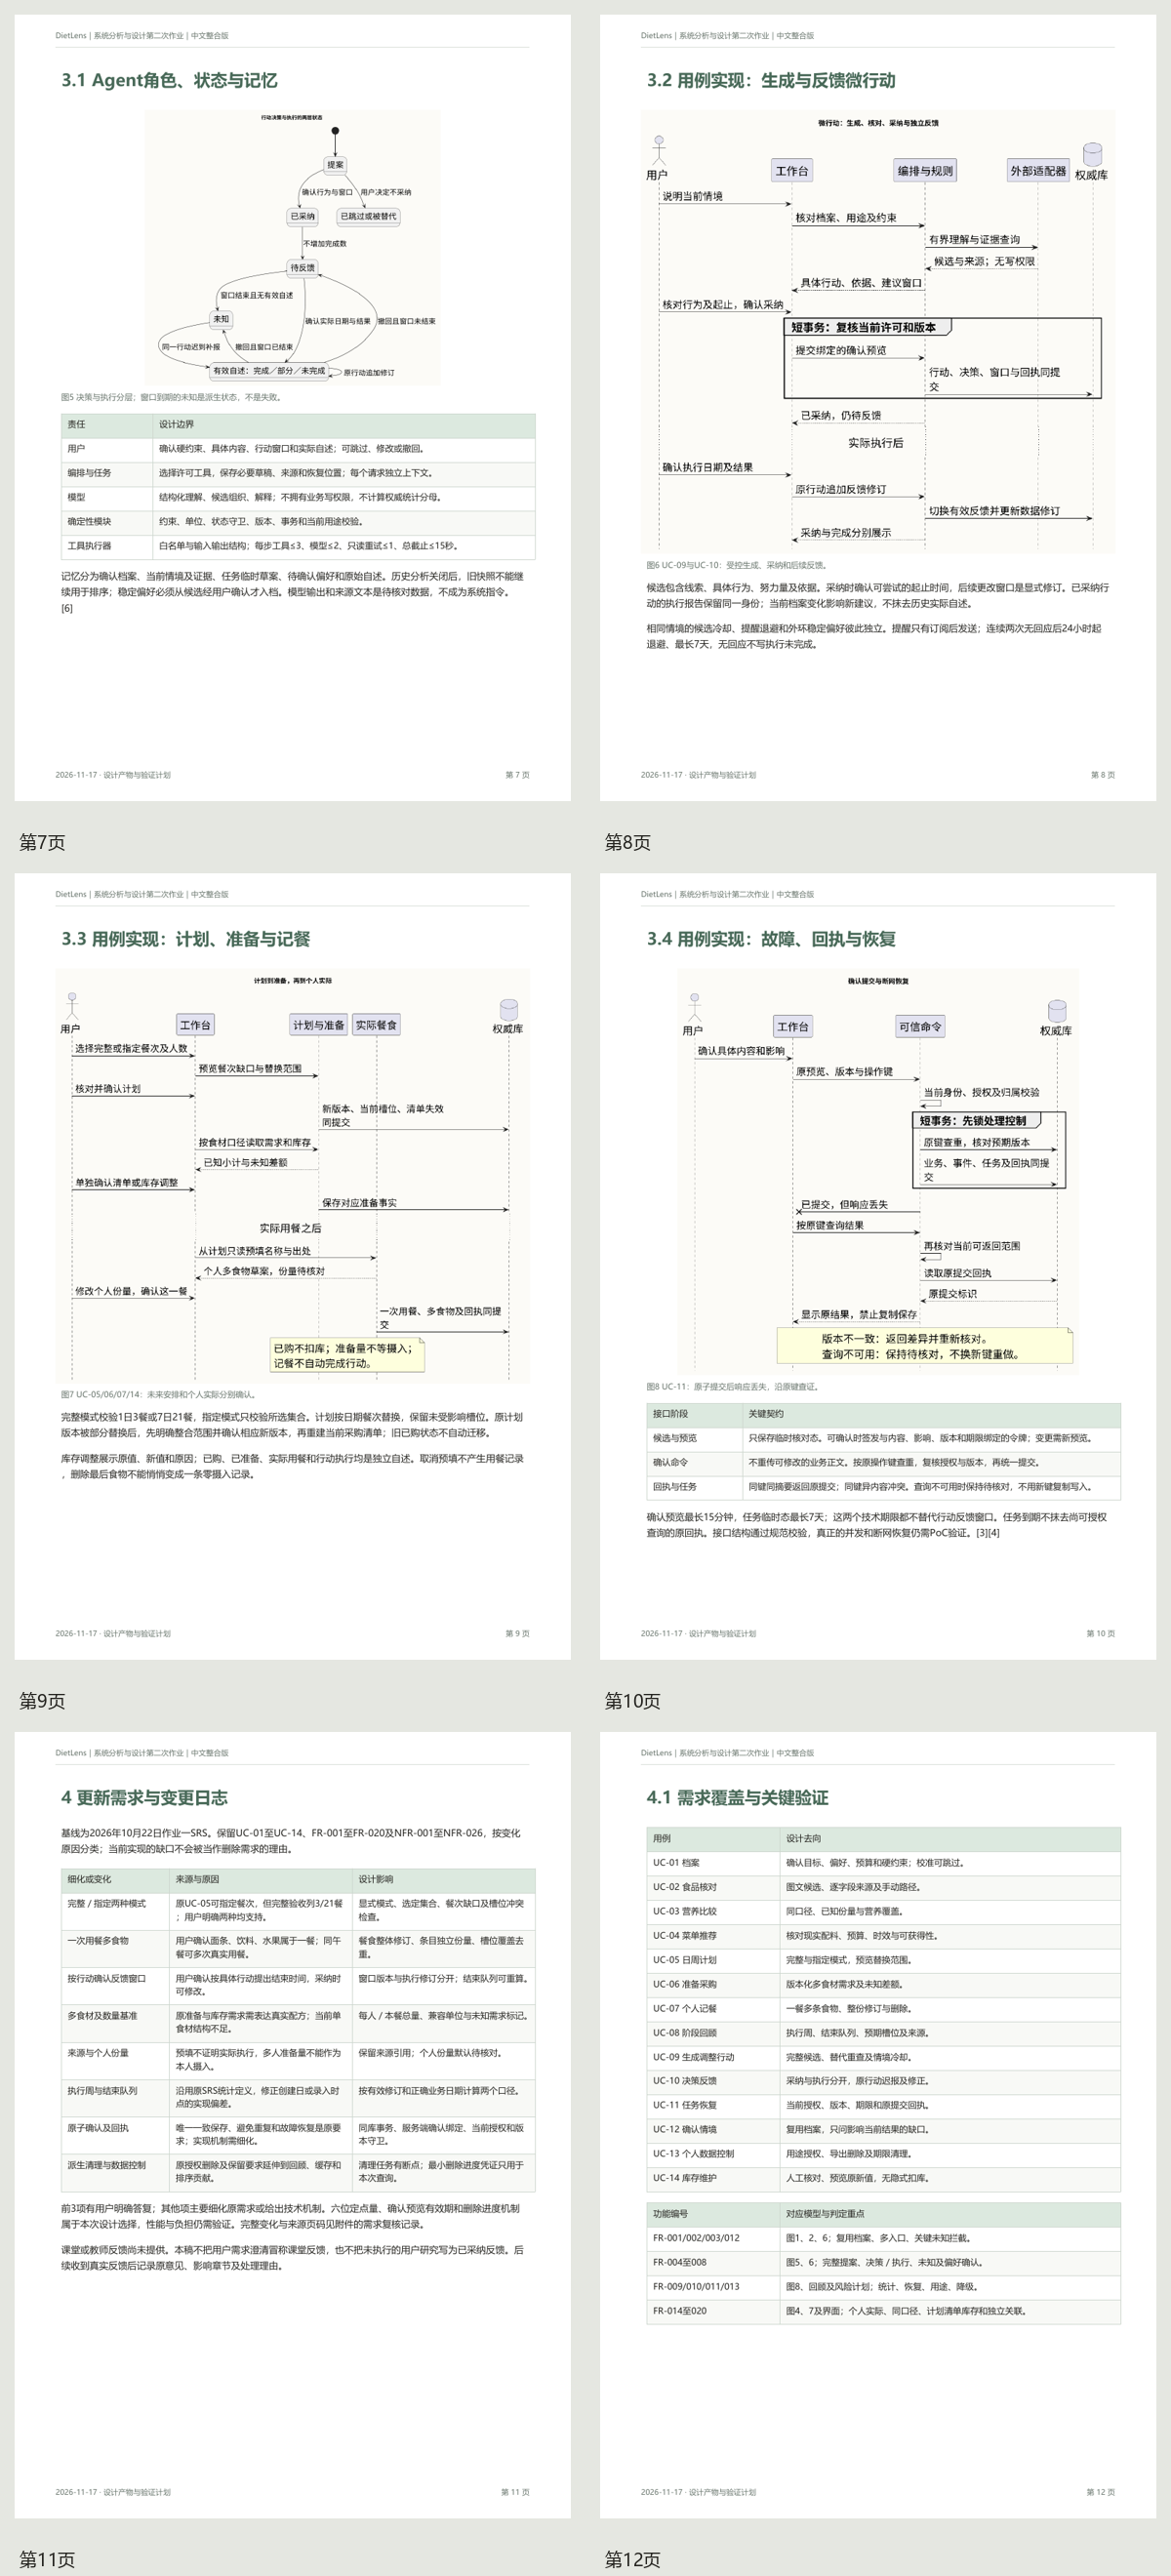 DietLens | 系统分析与设计第二次作业 | 中文整合版
3.1 Agent角色、状态与记忆
行动决策与执行的两层状态
提案
确认行为与窗口
用户决定不采纳
已采纳
已跳过或被替代
不增加完成数
待反馈
窗口结束且无有效自述
未知
确认实际日期与结果
撤回且窗口未结束
同一行动迟到补报
撤回且窗口已结束
有效自述：完成／部分／未完成
原行动追加修订
图5 决策与执行分层；窗口到期的未知是派生状态，不是失败。
责任
设计边界
用户
确认硬约束、具体内容、行动窗口和实际自述；可跳过、修改或撤回。
编排与任务
选择许可工具，保存必要草稿、来源和恢复位置；每个请求独立上下文。
模型
结构化理解、候选组织、解释；不拥有业务写权限，不计算权威统计分母。
确定性模块
约束、单位、状态守卫、版本、事务和当前用途校验。
工具执行器
白名单与输入输出结构；每步工具≤3、模型≤2、只读重试≤1、总截止≤15秒。
记忆分为确认档案、当前情境及证据、任务临时草案、待确认偏好和原始自述。历史分析关闭后，旧快照不能继
续用于排序；稳定偏好必须从候选经用户确认才入档。模型输出和来源文本是待核对数据，不成为系统指令。
[6]
2026-11-17 · 设计产物与验证计划
第 7 页
第7页
DietLens | 系统分析与设计第二次作业 | 中文整合版
3.2 用例实现：生成与反馈微行动
微行动：生成、核对、采纳与独立反馈
用户
工作台
编排与规则
外部适配器
权威库
说明当前情境
核对档案、用途及约束
有界理解与证据查询
候选与来源；无写权限
具体行动、依据、建议窗口
核对行为及起止，确认采纳
短事务：复核当前许可和版本
提交绑定的确认预览
行动、决策、窗口与回执同提
交
已采纳，仍待反馈
实际执行后
确认执行日期及结果
原行动追加反馈修订
切换有效反馈并更新数据修订
采纳与完成分别展示
图6 UC-09与UC-10：受控生成、采纳和后续反馈。
候选包含线索、具体行为、努力量及依据。采纳时确认可尝试的起止时间，后续更改窗口是显式修订。已采纳行
动的执行报告保留同一身份；当前档案变化影响新建议，不抹去历史实际自述。
相同情境的候选冷却、提醒退避和外环稳定偏好彼此独立。提醒只有订阅后发送；连续两次无回应后24小时起
退避、最长7天，无回应不写执行未完成。
2026-11-17 · 设计产物与验证计划
第 8 页
第8页
DietLens | 系统分析与设计第二次作业 | 中文整合版
3.3 用例实现：计划、准备与记餐
计划到准备，再到个人实际
用户
工作台
计划与准备
实际餐食
权威库
选择完整或指定餐次及人数
预览餐次缺口与替换范围
核对并确认计划
新版本、当前槽位、清单失效
同提交
按食材口径读取需求和库存
已知小计与未知差额
单独确认清单或库存调整
保存对应准备事实
实际用餐之后
从计划只读预填名称与出处
个人多食物草案，份量待核对
修改个人份量，确认这一餐
一次用餐、多食物及回执同提
交
已购不扣库；准备量不等摄入；
记餐不自动完成行动。
图7 UC-05/06/07/14：未来安排和个人实际分别确认。
完整模式校验1日3餐或7日21餐，指定模式只校验所选集合。计划按日期餐次替换，保留未受影响槽位。原计划
版本被部分替换后，先明确整合范围并确认相应新版本，再重建当前采购清单；旧已购状态不自动迁移。
库存调整展示原值、新值和原因；已购、已准备、实际用餐和行动执行均是独立自述。取消预填不产生用餐记录
，删除最后食物不能悄悄变成一条零摄入记录。
2026-11-17 · 设计产物与验证计划
第 9 页
第9页
DietLens | 系统分析与设计第二次作业 | 中文整合版
3.4 用例实现：故障、回执与恢复
确认提交与断网恢复
用户
工作台
可信命令
权威库
确认具体内容和影响
原预览、版本与操作键
当前身份、授权及归属校验
短事务：先锁处理控制
原键查重，核对预期版本
业务、事件、任务及回执同提
交
已提交，但响应丢失
按原键查询结果
再核对当前可返回范围
读取原提交回执
原提交标识
显示原结果，禁止复制保存
版本不一致：返回差异并重新核对。
查询不可用：保持待核对，不换新键重做。
图8 UC-11：原子提交后响应丢失，沿原键查证。
接口阶段
关键契约
候选与预览
只保存临时核对态。可确认时签发与内容、影响、版本和期限绑定的令牌；变更需新预览。
确认命令
不重传可修改的业务正文。按原操作键查重，复核授权与版本，再统一提交。
回执与任务
同键同摘要返回原提交；同键异内容冲突。查询不可用时保持待核对，不用新键复制写入。
确认预览最长15分钟，任务临时态最长7天；这两个技术期限都不替代行动反馈窗口。任务到期不抹去尚可授权
查询的原回执。接口结构通过规范校验，真正的并发和断网恢复仍需PoC验证。[3][4]
2026-11-17 · 设计产物与验证计划
第 10 页
第10页
DietLens | 系统分析与设计第二次作业 | 中文整合版
4 更新需求与变更日志
基线为2026年10月22日作业一SRS。保留UC-01至UC-14、FR-001至FR-020及NFR-001至NFR-026，按变化
原因分类；当前实现的缺口不会被当作删除需求的理由。
细化或变化
来源与原因
设计影响
完整 / 指定两种模式
原UC-05可指定餐次，但完整验收列3/21餐
；用户明确两种均支持。
显式模式、选定集合、餐次缺口及槽位冲突
检查。
一次用餐多食物
用户确认面条、饮料、水果属于一餐；同午
餐可多次真实用餐。
餐食整体修订、条目独立份量、槽位覆盖去
重。
按行动确认反馈窗口
用户确认按具体行动提出结束时间，采纳时
可修改。
窗口版本与执行修订分开；结束队列可重算。
多食材及数量基准
原准备与库存需求需表达真实配方；当前单
食材结构不足。
每人 / 本餐总量、兼容单位与未知需求标记。
来源与个人份量
预填不证明实际执行，多人准备量不能作为
本人摄入。
保留来源引用；个人份量默认待核对。
执行周与结束队列
沿用原SRS统计定义，修正创建日或录入时
点的实现偏差。
按有效修订和正确业务日期计算两个口径。
原子确认及回执
唯一一致保存、避免重复和故障恢复是原要
求；实现机制需细化。
同库事务、服务端确认绑定、当前授权和版
本守卫。
派生清理与数据控制
原授权删除及保留要求延伸到回顾、缓存和
排序贡献。
清理任务有断点；最小删除进度凭证只用于
本次查询。
前3项有用户明确答复；其他项主要细化原需求或给出技术机制。六位定点量、确认预览有效期和删除进度机制
属于本次设计选择，性能与负担仍需验证。完整变化与来源页码见附件的需求复核记录。
课堂或教师反馈尚未提供。本稿不把用户需求澄清冒称课堂反馈，也不把未执行的用户研究写为已采纳反馈。后
续收到真实反馈后记录原意见、影响章节及处理理由。
2026-11-17 · 设计产物与验证计划
第 11 页
第11页
DietLens | 系统分析与设计第二次作业 | 中文整合版
4.1 需求覆盖与关键验证
用例
设计去向
UC-01 档案
确认目标、偏好、预算和硬约束；校准可跳过。
UC-02 食品核对
图文候选、逐字段来源及手动路径。
UC-03 营养比较
同口径、已知份量与营养覆盖。
UC-04 菜单推荐
核对现实配料、预算、时效与可获得性。
UC-05 日周计划
完整与指定模式，预览替换范围。
UC-06 准备采购
版本化多食材需求及未知差额。
UC-07 个人记餐
一餐多条食物、整份修订与删除。
UC-08 阶段回顾
执行周、结束队列、预期槽位及来源。
UC-09 生成调整行动
完整候选、替代重查及情境冷却。
UC-10 决策反馈
采纳与执行分开，原行动迟报及修正。
UC-11 任务恢复
当前授权、版本、期限和原提交回执。
UC-12 确认情境
复用档案、只问影响当前结果的缺口。
UC-13 个人数据控制
用途授权、导出删除及期限清理。
UC-14 库存维护
人工核对、预览原新值，无隐式扣库。
功能编号
对应模型与判定重点
FR-001/002/003/012
图1、2、6；复用档案、多入口、关键未知拦截。
FR-004至008
图5、6；完整提案、决策 / 执行、未知及偏好确认。
FR-009/010/011/013
图8、回顾及风险计划；统计、恢复、用途、降级。
FR-014至020
图4、7及界面；个人实际、同口径、计划清单库存和独立关联。
2026-11-17 · 设计产物与验证计划
第 12 页
第12页